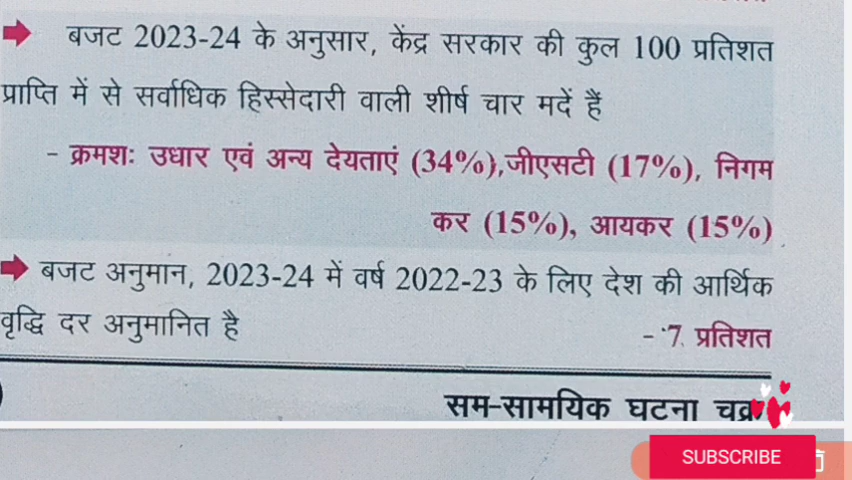 बजट 2023-24 के अनुसार, केंद्र सरकार की कुल 100 प्रतिशत
प्राप्ति में से सर्वाधिक हिस्सेदारी वाली शीर्ष चार मदें हैं
- क्रमशः उधार एवं अन्य देयताएं (34%),जीएसटी (17%), निगम
कर (15%), आयकर (15%)
बजट अनुमान, 2023-24 में वर्ष 2022-23 के लिए देश की आर्थिक
वृद्धि दर अनुमानित है
- 7 प्रतिशत
सम-सामयिक घटना चक्र
SUBSCRIBE